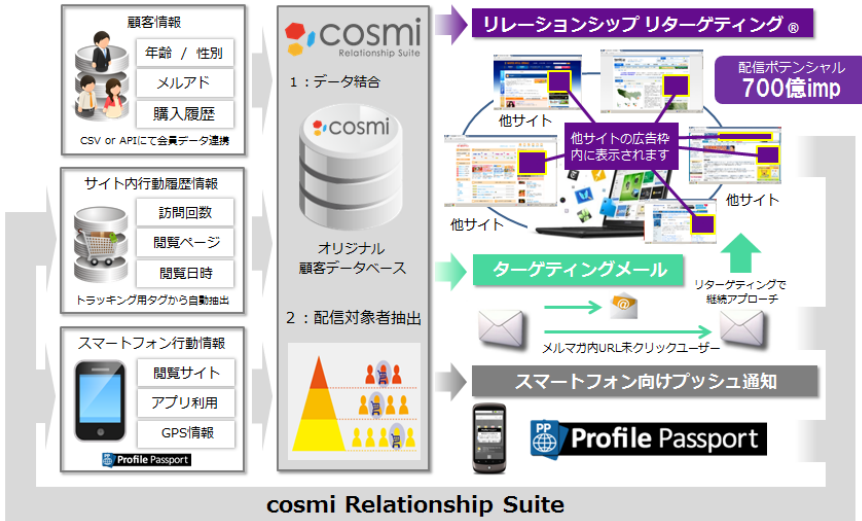 顧客情報
年齢 / 性別
メルアド
購入履歴
CSV or APIにて会員データ連携
サイト内行動履歴情報
訪問回数
閲覧ページ
閲覧日時
トラッキング用タグから自動抽出
スマートフォン行動情報
閲覧サイト
アプリ利用
GPS情報
PP Profile Passport
cosmi
Relationship Suite
1：データ結合
cosmi
オリジナル
顧客データベース
2：配信対象者抽出
リレーションシップ リターゲティング ®
配信ポテンシャル
700億imp
他サイト
他サイトの広告枠
内に表示されます
他サイト
他サイト
ターゲティングメール
リターゲティングで
継続アプローチ
メルマガ内URL未クリックユーザー
スマートフォン向けプッシュ通知
PP
Profile Passport
cosmi Relationship Suite